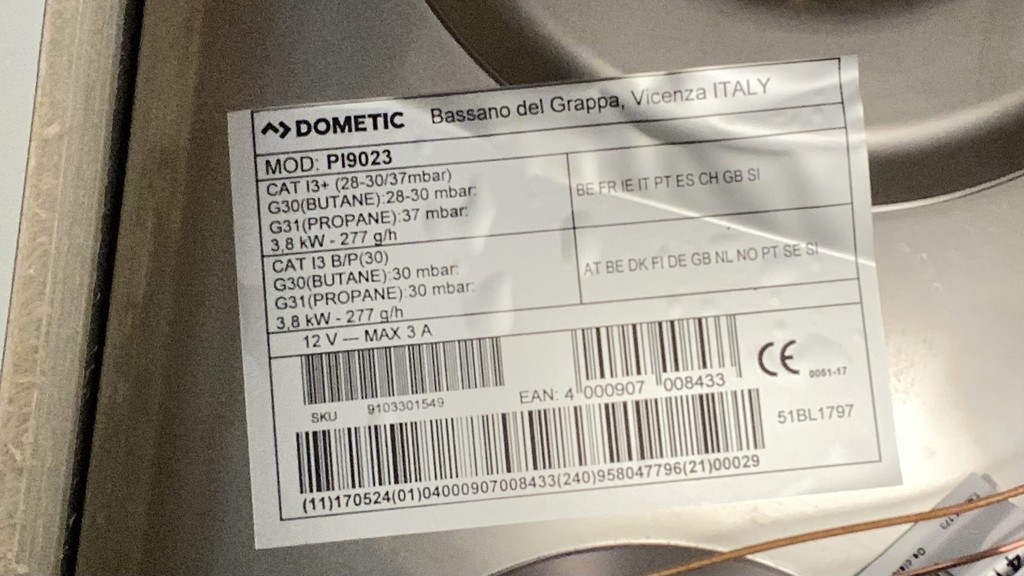 DOMETIC Bassano del Grappa, Vicenza ITALY
MOD: PI9023
CAT I3+ (28-30/37mbar)
G30(BUTANE):28-30 mbar:
G31(PROPANE):37 mbar:
3,8 kW - 277 g/h
BE FR IE IT PT ES CH GB SI
CAT I3 B/P(30)
G30(BUTANE):30 mbar:
G31(PROPANE):30 mbar:
3,8 kW - 277 g/h
AT BE DK FI DE GB NL NO PT SE SI
12 V — MAX 3 A
SKU 9103301549
EAN: 4 000907 008433
CE 0051-17
51BL1797
(11)170524(01)04000907008433(240)958047796(21)00029